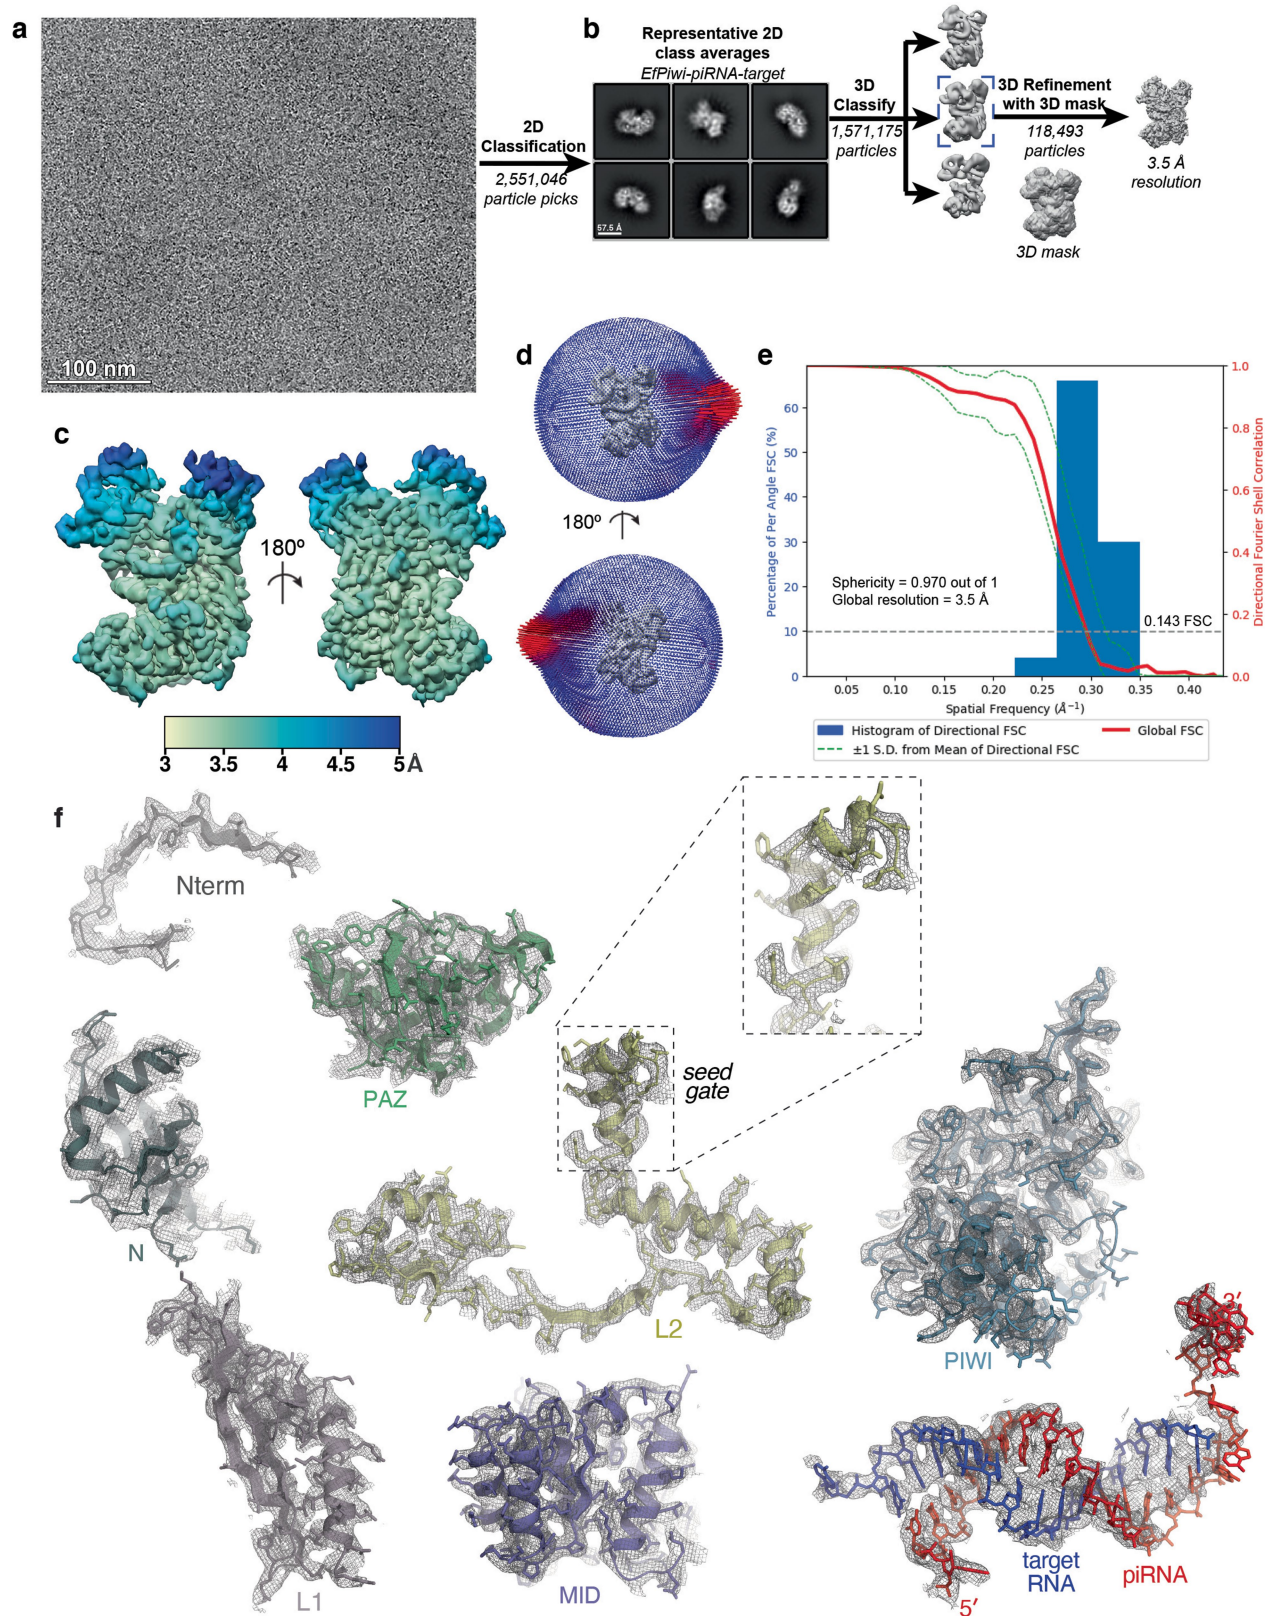 a
100 nm
2D
Classification
2,551,046
particle picks
b
Representative 2D
class averages
EfPiwi-piRNA-target
57.5 Å
3D
Classify
1,571,175
particles
3D Refinement
with 3D mask
118,493
particles
3D mask
3.5 Å
resolution
c
180º
3 3.5 4 4.5 5 Å
d
180º
e
Percentage of Per Angle FSC (%)
60
50
40
30
20
10
0
1.0
0.8
0.6
0.4
0.2
0.0
Directional Fourier Shell Correlation
Sphericity = 0.970 out of 1
Global resolution = 3.5 Å
0.143 FSC
0.05 0.10 0.15 0.20 0.25 0.30 0.35 0.40
Spatial Frequency (Å⁻¹)
Histogram of Directional FSC
Global FSC
±1 S.D. from Mean of Directional FSC
f
Nterm
PAZ
seed
gate
N
L2
PIWI
L1
MID
3′
target
RNA
piRNA
5′